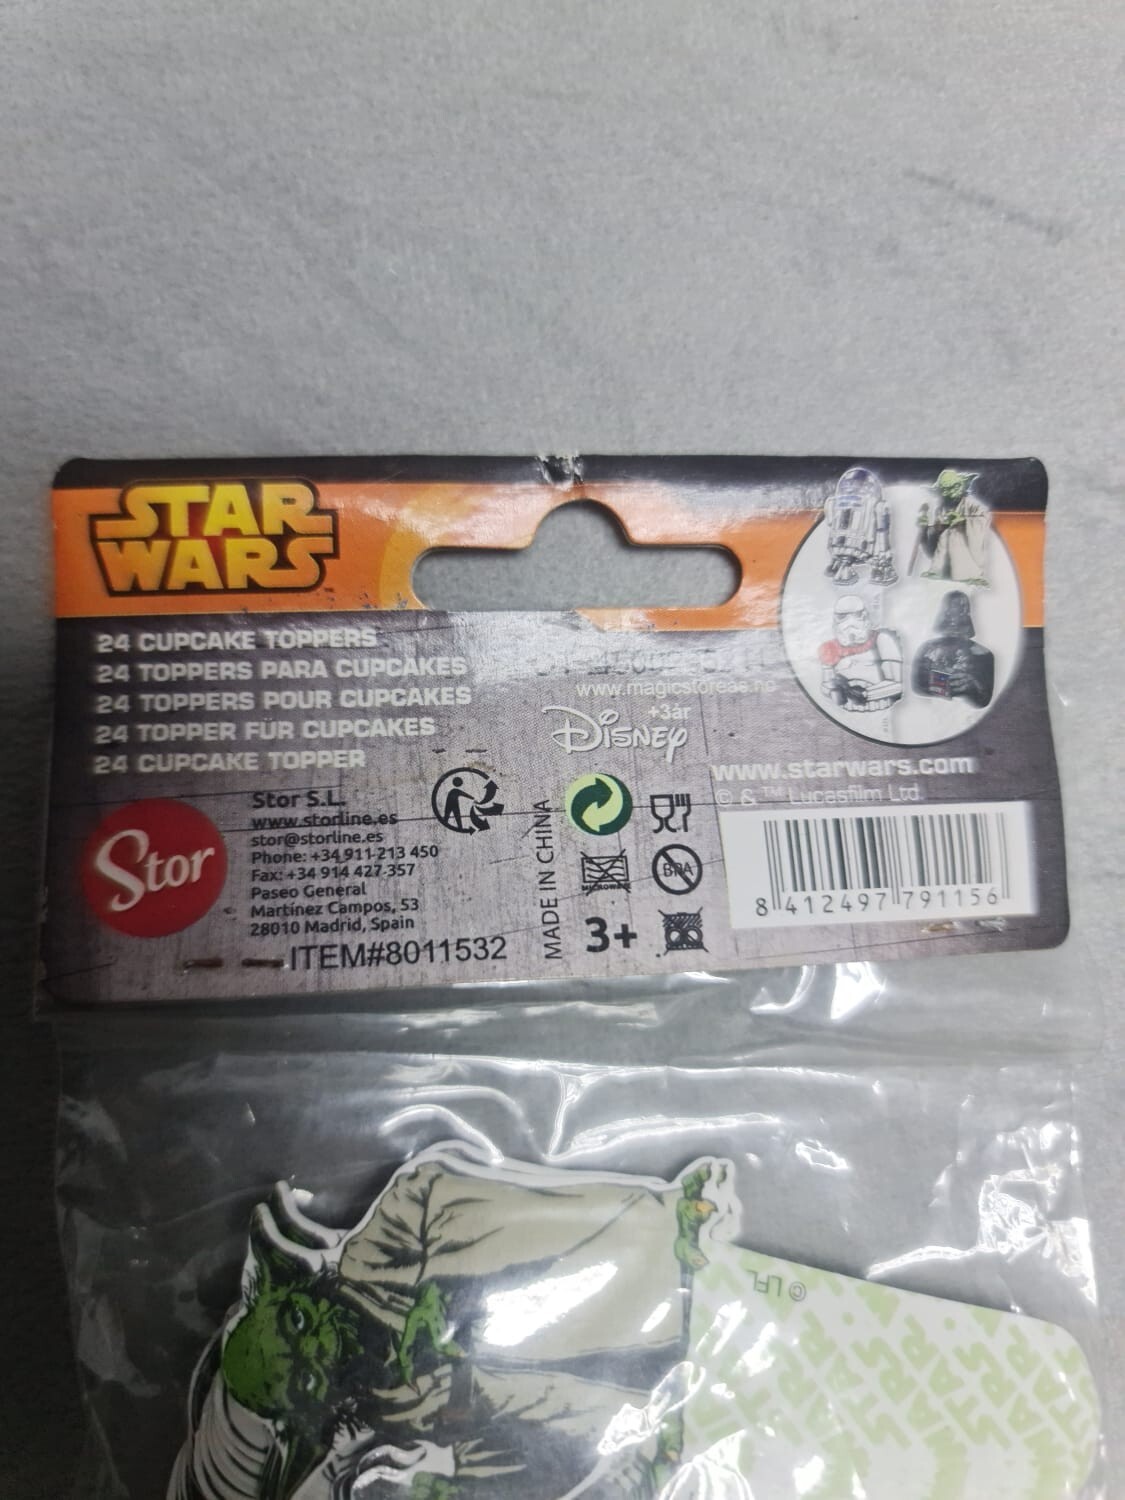 STAR
WARS
24 CUPCAKE TOPPERS
24 TOPPERS PARA CUPCAKES
24 TOPPERS POUR CUPCAKES
24 TOPPER FÜR CUPCAKES
24 CUPCAKE TOPPER
Stor
Stor S.L.
www.storline.es
stor@storline.es
Phone: +34 911 213 450
Fax: +34 914 427 357
Paseo General
Martínez Campos, 53
28010 Madrid, Spain
ITEM#8011532
MADE IN CHINA
+3år
Disney
MICROWAVE
BPA
3+
www.starwars.com
© & ™ Lucasfilm Ltd.
8 412497 791156
© LFL
STAR
WARS